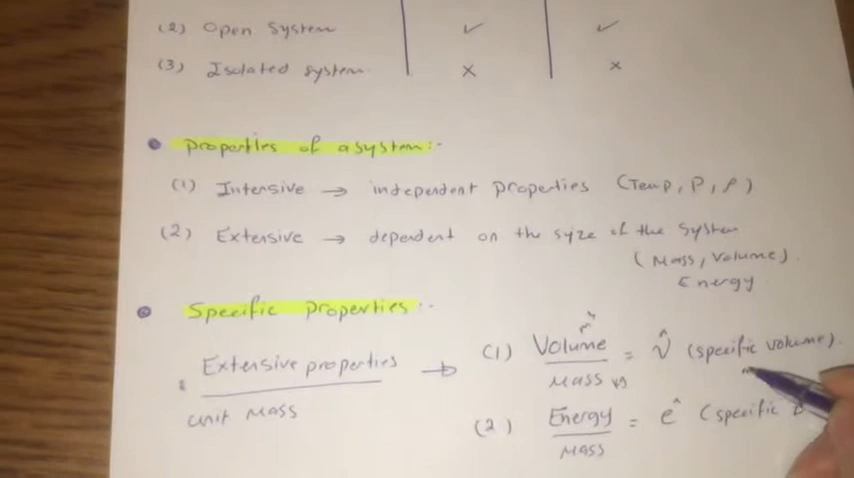 (2) Open System ✓ ✓
(3) Isolated system. × ×
Properties of a system:-
(1) Intensive → independent properties (Temp, P, ρ)
(2) Extensive → dependent on the syze of the system
(Mass, Volume).
Energy
Specific properties:-
Extensive properties →
unit Mass
(1) Volume m³ = v̂ (specific volume).
Mass kg
(2) Energy = ê (specific
Mass